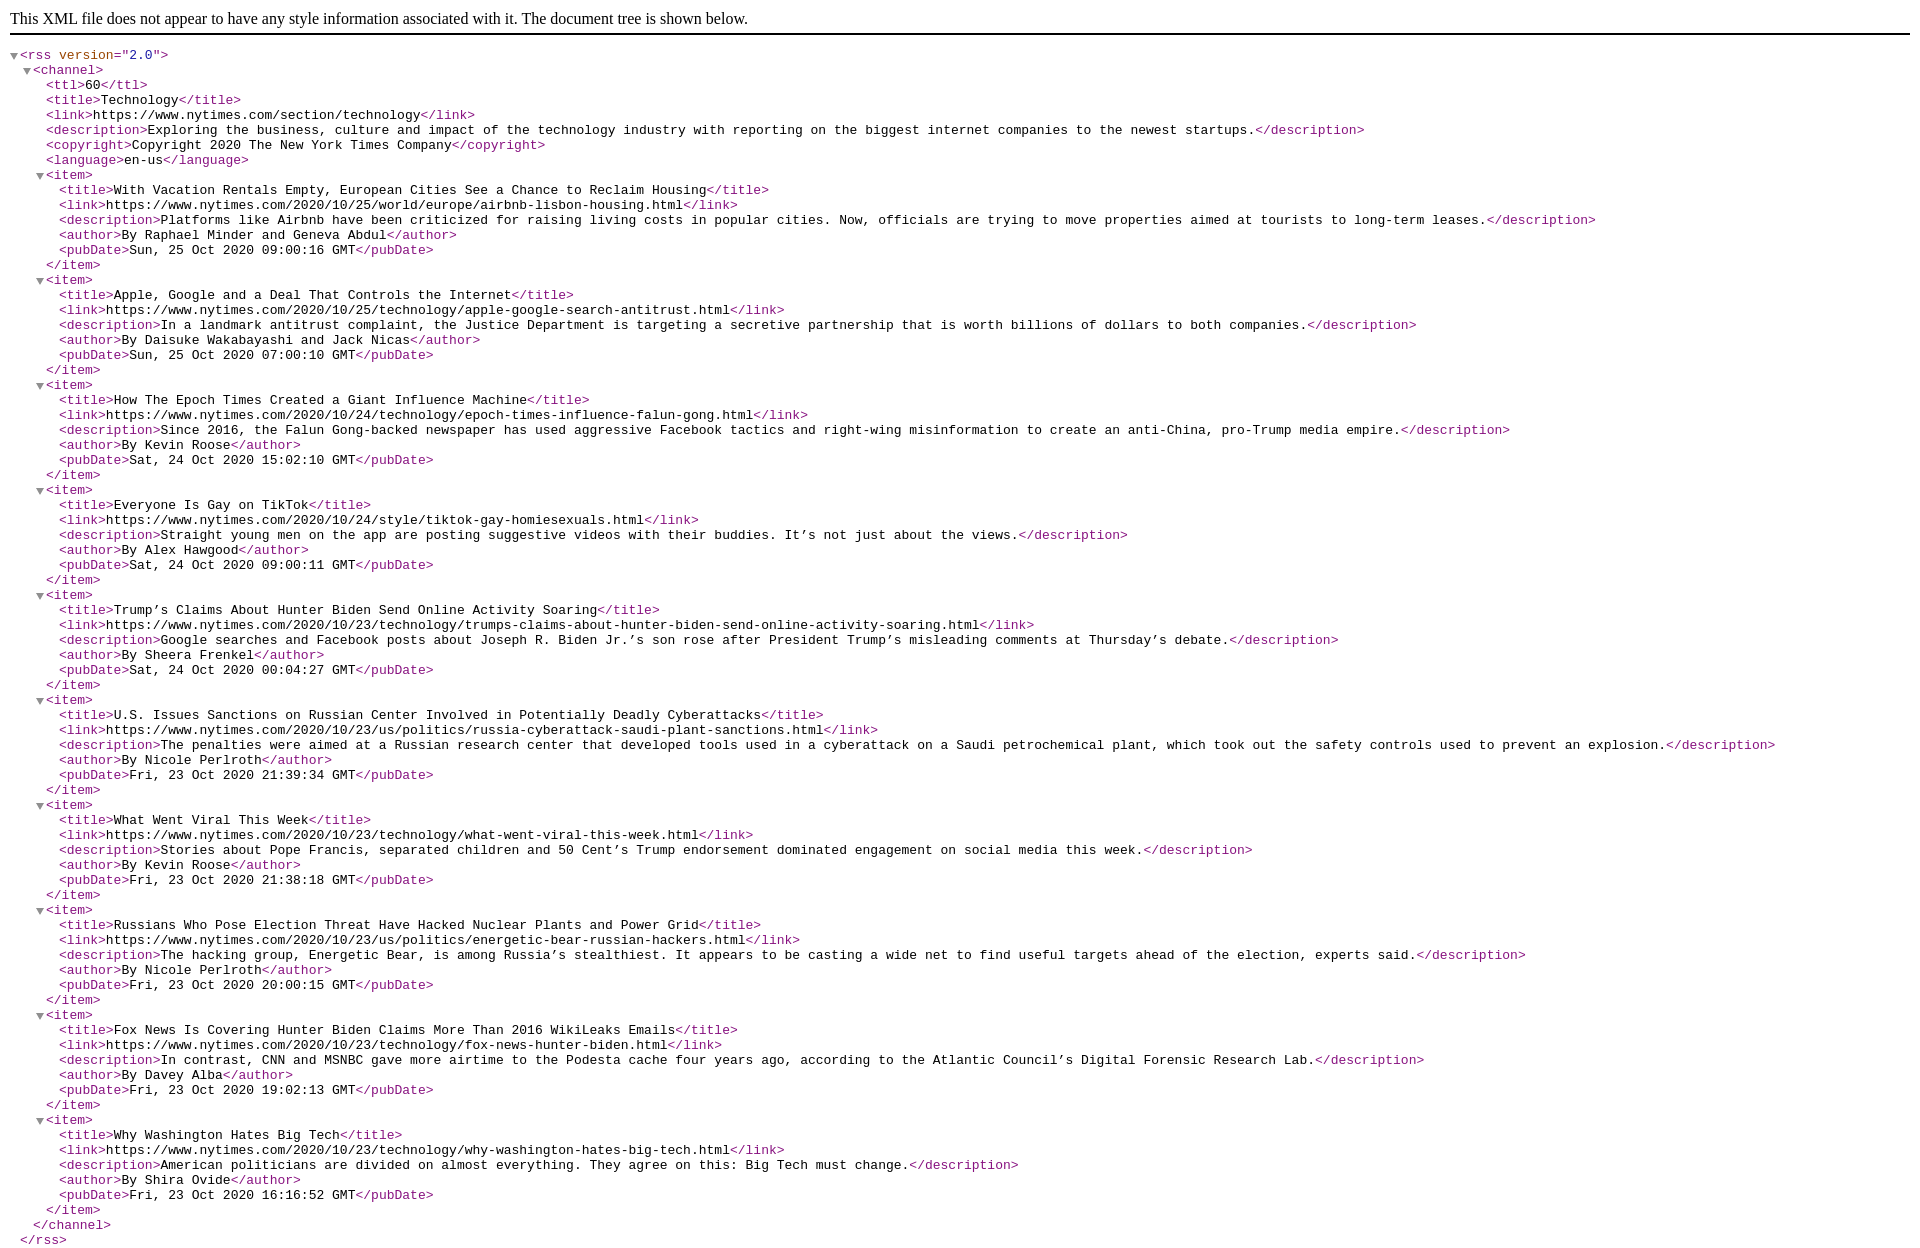 This XML file does not appear to have any style information associated with it. The document tree is shown below.
<rss version="2.0">
<channel>
<ttl>60</ttl>
<title>Technology</title>
<link>https://www.nytimes.com/section/technology</link>
<description>Exploring the business, culture and impact of the technology industry with reporting on the biggest internet companies to the newest startups.</description>
<copyright>Copyright 2020 The New York Times Company</copyright>
<language>en-us</language>
<item>
<title>With Vacation Rentals Empty, European Cities See a Chance to Reclaim Housing</title>
<link>https://www.nytimes.com/2020/10/25/world/europe/airbnb-lisbon-housing.html</link>
<description>Platforms like Airbnb have been criticized for raising living costs in popular cities. Now, officials are trying to move properties aimed at tourists to long-term leases.</description>
<author>By Raphael Minder and Geneva Abdul</author>
<pubDate>Sun, 25 Oct 2020 09:00:16 GMT</pubDate>
</item>
<item>
<title>Apple, Google and a Deal That Controls the Internet</title>
<link>https://www.nytimes.com/2020/10/25/technology/apple-google-search-antitrust.html</link>
<description>In a landmark antitrust complaint, the Justice Department is targeting a secretive partnership that is worth billions of dollars to both companies.</description>
<author>By Daisuke Wakabayashi and Jack Nicas</author>
<pubDate>Sun, 25 Oct 2020 07:00:10 GMT</pubDate>
</item>
<item>
<title>How The Epoch Times Created a Giant Influence Machine</title>
<link>https://www.nytimes.com/2020/10/24/technology/epoch-times-influence-falun-gong.html</link>
<description>Since 2016, the Falun Gong-backed newspaper has used aggressive Facebook tactics and right-wing misinformation to create an anti-China, pro-Trump media empire.</description>
<author>By Kevin Roose</author>
<pubDate>Sat, 24 Oct 2020 15:02:10 GMT</pubDate>
</item>
<item>
<title>Everyone Is Gay on TikTok</title>
<link>https://www.nytimes.com/2020/10/24/style/tiktok-gay-homiesexuals.html</link>
<description>Straight young men on the app are posting suggestive videos with their buddies. It’s not just about the views.</description>
<author>By Alex Hawgood</author>
<pubDate>Sat, 24 Oct 2020 09:00:11 GMT</pubDate>
</item>
<item>
<title>Trump’s Claims About Hunter Biden Send Online Activity Soaring</title>
<link>https://www.nytimes.com/2020/10/23/technology/trumps-claims-about-hunter-biden-send-online-activity-soaring.html</link>
<description>Google searches and Facebook posts about Joseph R. Biden Jr.’s son rose after President Trump’s misleading comments at Thursday’s debate.</description>
<author>By Sheera Frenkel</author>
<pubDate>Sat, 24 Oct 2020 00:04:27 GMT</pubDate>
</item>
<item>
<title>U.S. Issues Sanctions on Russian Center Involved in Potentially Deadly Cyberattacks</title>
<link>https://www.nytimes.com/2020/10/23/us/politics/russia-cyberattack-saudi-plant-sanctions.html</link>
<description>The penalties were aimed at a Russian research center that developed tools used in a cyberattack on a Saudi petrochemical plant, which took out the safety controls used to prevent an explosion.</description>
<author>By Nicole Perlroth</author>
<pubDate>Fri, 23 Oct 2020 21:39:34 GMT</pubDate>
</item>
<item>
<title>What Went Viral This Week</title>
<link>https://www.nytimes.com/2020/10/23/technology/what-went-viral-this-week.html</link>
<description>Stories about Pope Francis, separated children and 50 Cent’s Trump endorsement dominated engagement on social media this week.</description>
<author>By Kevin Roose</author>
<pubDate>Fri, 23 Oct 2020 21:38:18 GMT</pubDate>
</item>
<item>
<title>Russians Who Pose Election Threat Have Hacked Nuclear Plants and Power Grid</title>
<link>https://www.nytimes.com/2020/10/23/us/politics/energetic-bear-russian-hackers.html</link>
<description>The hacking group, Energetic Bear, is among Russia’s stealthiest. It appears to be casting a wide net to find useful targets ahead of the election, experts said.</description>
<author>By Nicole Perlroth</author>
<pubDate>Fri, 23 Oct 2020 20:00:15 GMT</pubDate>
</item>
<item>
<title>Fox News Is Covering Hunter Biden Claims More Than 2016 WikiLeaks Emails</title>
<link>https://www.nytimes.com/2020/10/23/technology/fox-news-hunter-biden.html</link>
<description>In contrast, CNN and MSNBC gave more airtime to the Podesta cache four years ago, according to the Atlantic Council’s Digital Forensic Research Lab.</description>
<author>By Davey Alba</author>
<pubDate>Fri, 23 Oct 2020 19:02:13 GMT</pubDate>
</item>
<item>
<title>Why Washington Hates Big Tech</title>
<link>https://www.nytimes.com/2020/10/23/technology/why-washington-hates-big-tech.html</link>
<description>American politicians are divided on almost everything. They agree on this: Big Tech must change.</description>
<author>By Shira Ovide</author>
<pubDate>Fri, 23 Oct 2020 16:16:52 GMT</pubDate>
</item>
</channel>
</rss>